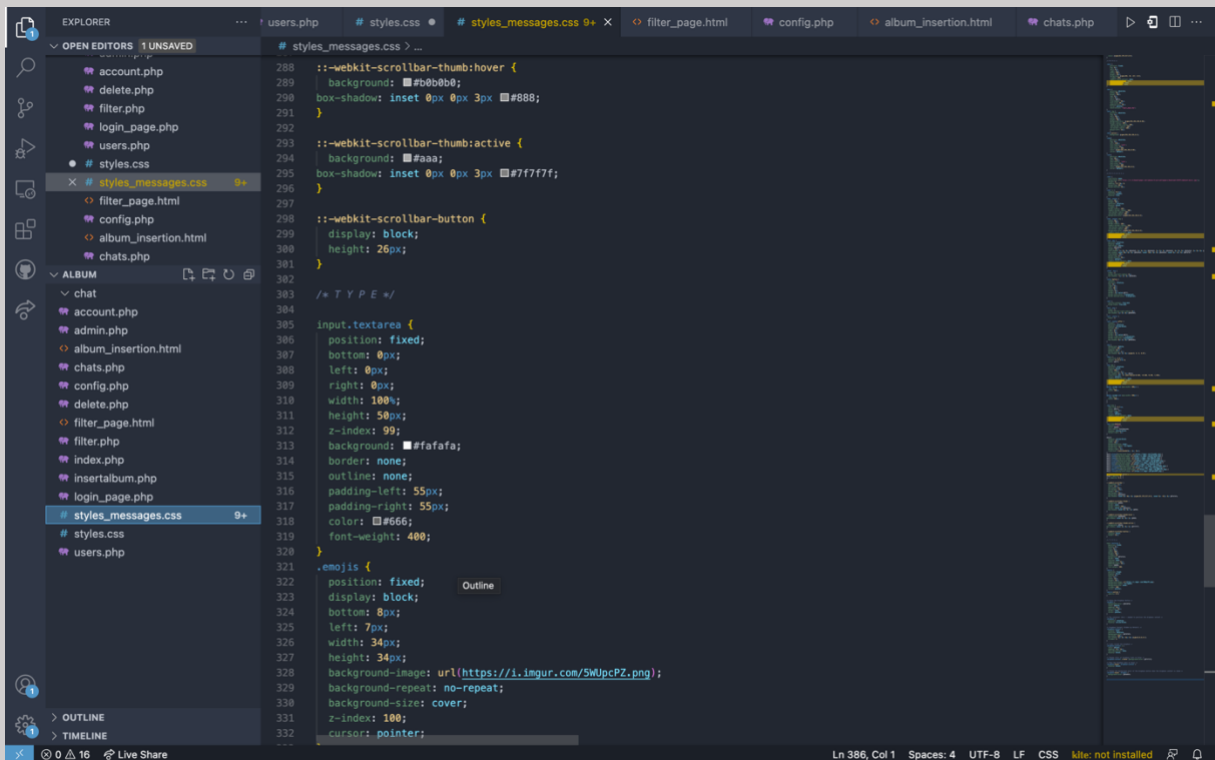 EXPLORER
OPEN EDITORS 1 UNSAVED
account.php
delete.php
filter.php
login_page.php
users.php
# styles.css
# styles_messages.css 9+
filter_page.html
config.php
album_insertion.html
chats.php
ALBUM
chat
account.php
admin.php
album_insertion.html
chats.php
config.php
delete.php
filter_page.html
filter.php
index.php
insertalbum.php
login_page.php
# styles_messages.css 9+
# styles.css
users.php
OUTLINE
TIMELINE
users.php # styles.css # styles_messages.css 9+ filter_page.html config.php album_insertion.html chats.php
# styles_messages.css > ...
288 ::-webkit-scrollbar-thumb:hover {
289 background: #b0b0b0;
290 box-shadow: inset 0px 0px 3px #888;
291 }
292
293 ::-webkit-scrollbar-thumb:active {
294 background: #aaa;
295 box-shadow: inset 0px 0px 3px #7f7f7f;
296 }
297
298 ::-webkit-scrollbar-button {
299 display: block;
300 height: 26px;
301 }
302
303 /* T Y P E */
304
305 input.textarea {
306 position: fixed;
307 bottom: 0px;
308 left: 0px;
309 right: 0px;
310 width: 100%;
311 height: 50px;
312 z-index: 99;
313 background: #fafafa;
314 border: none;
315 outline: none;
316 padding-left: 55px;
317 padding-right: 55px;
318 color: #666;
319 font-weight: 400;
320 }
321 .emojis {
322 position: fixed;
323 display: block;
324 bottom: 8px;
325 left: 7px;
326 width: 34px;
327 height: 34px;
328 background-image: url(https://i.imgur.com/5WUpcPZ.png);
329 background-repeat: no-repeat;
330 background-size: cover;
331 z-index: 100;
332 cursor: pointer;
Outline
1
1
1
0 16 Live Share Ln 386, Col 1 Spaces: 4 UTF-8 LF CSS kite: not installed